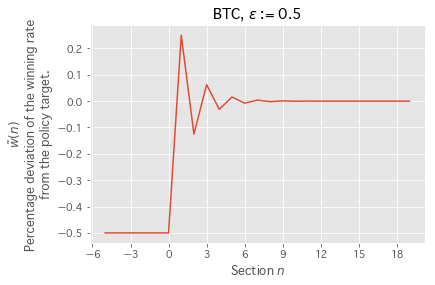 BTC, ε := 0.5
w̃(n)
Percentage deviation of the winning rate
from the policy target.
0.2
0.1
0.0
−0.1
−0.2
−0.3
−0.4
−0.5
−6 −3 0 3 6 9 12 15 18
Section n